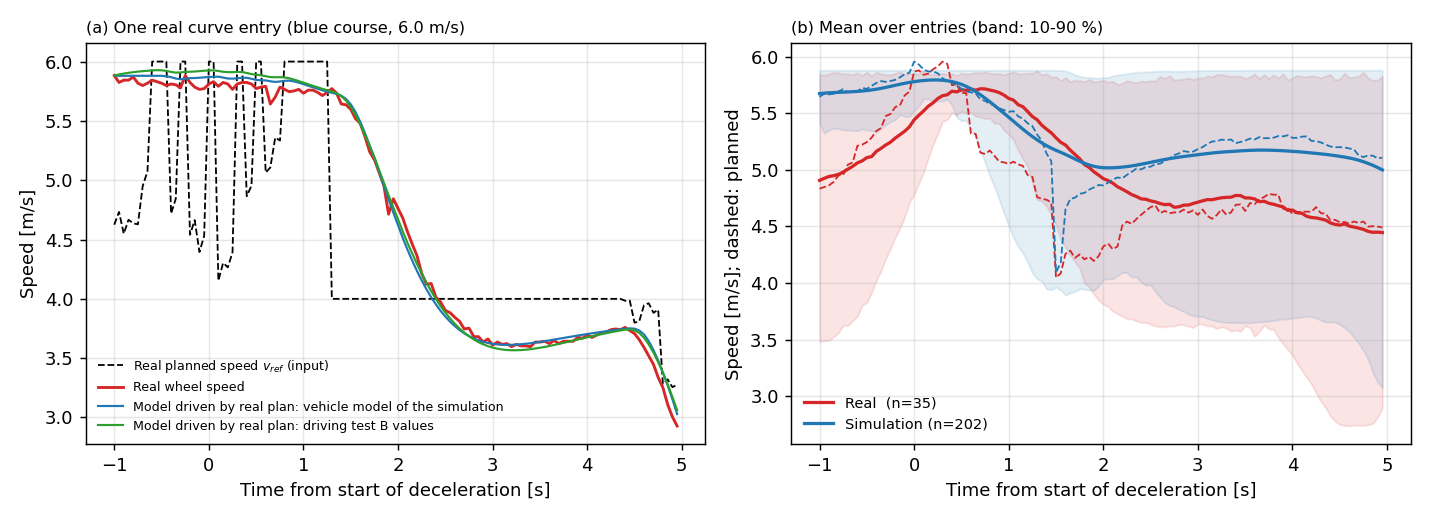 (a) One real curve entry (blue course, 6.0 m/s)
Speed [m/s]
6.0
5.5
5.0
4.5
4.0
3.5
3.0
Real planned speed v_ref (input)
Real wheel speed
Model driven by real plan: vehicle model of the simulation
Model driven by real plan: driving test B values
−1 0 1 2 3 4 5
Time from start of deceleration [s]
(b) Mean over entries (band: 10-90 %)
Speed [m/s]; dashed: planned
6.0
5.5
5.0
4.5
4.0
3.5
3.0
Real (n=35)
Simulation (n=202)
−1 0 1 2 3 4 5
Time from start of deceleration [s]